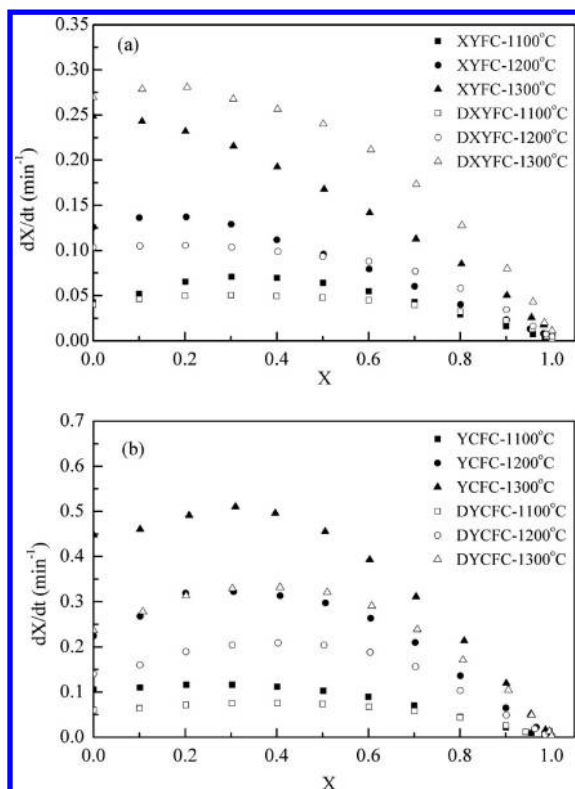 (a)
XYFC-1100°C
XYFC-1200°C
XYFC-1300°C
DXYFC-1100°C
DXYFC-1200°C
DXYFC-1300°C
0.35
0.30
0.25
0.20
0.15
0.10
0.05
0.00
dX/dt (min⁻¹)
0.0 0.2 0.4 0.6 0.8 1.0
X
(b)
YCFC-1100°C
YCFC-1200°C
YCFC-1300°C
DYCFC-1100°C
DYCFC-1200°C
DYCFC-1300°C
0.7
0.6
0.5
0.4
0.3
0.2
0.1
0.0
dX/dt (min⁻¹)
0.0 0.2 0.4 0.6 0.8 1.0
X